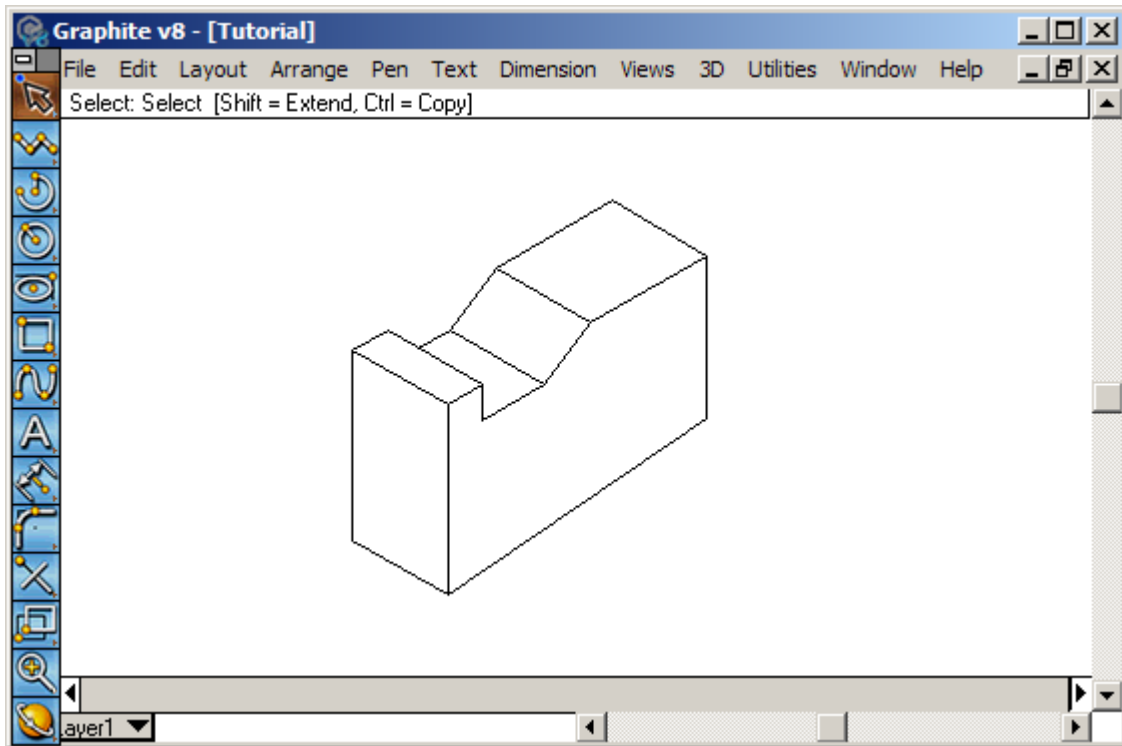 Graphite v8 - [Tutorial]
File Edit Layout Arrange Pen Text Dimension Views 3D Utilities Window Help
Select: Select [Shift = Extend, Ctrl = Copy]
A
ayer1